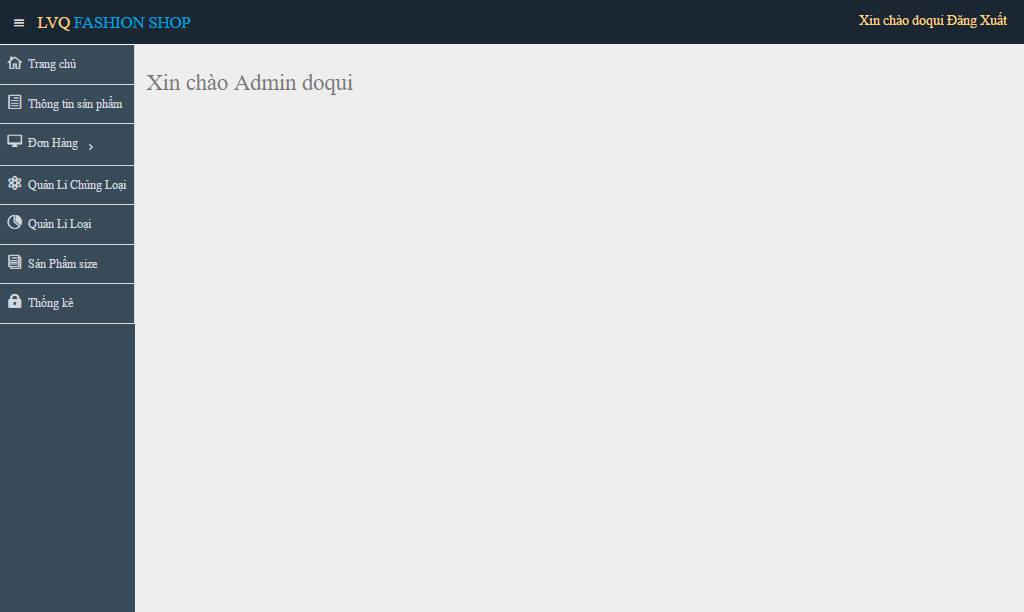 LVQ FASHION SHOP
Xin chào doqui Đăng Xuất
Trang chủ
Thông tin sản phẩm
Đơn Hàng
Quản Lí Chủng Loại
Quản Lí Loại
Sản Phẩm size
Thống kê
Xin chào Admin doqui